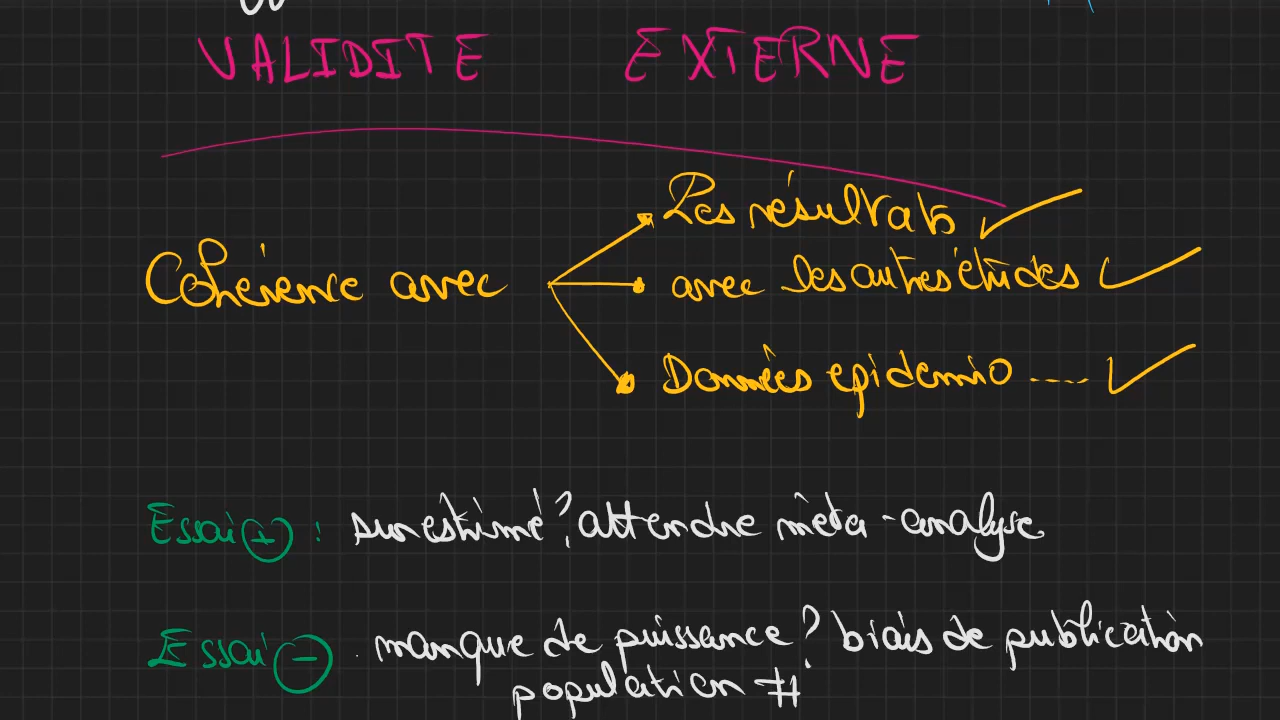 VALIDITE EXTERNE
Les résultats
Cohérence avec
avec les autres études
Données epidemio .....
Essai + : surestimé ? attendre méta-analyse
Essai - . manque de puissance ? biais de publication
population #